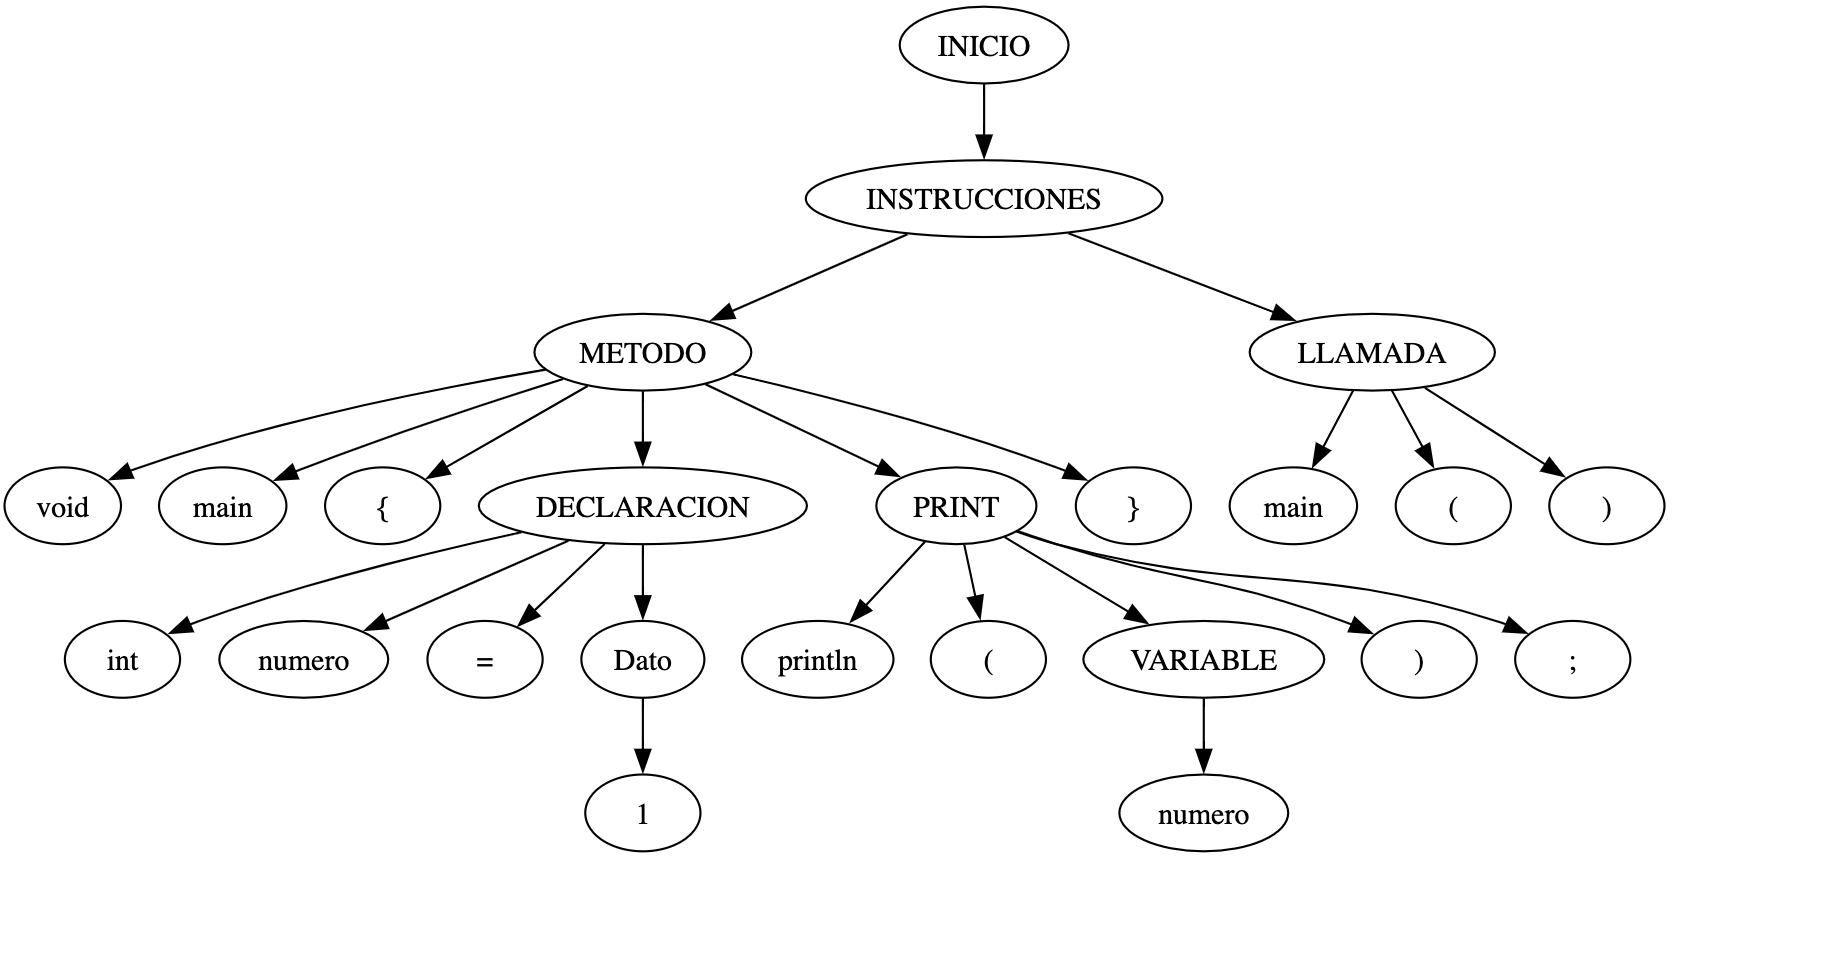 INICIO
INSTRUCCIONES
METODO LLAMADA
void main { DECLARACION PRINT } main ( )
int numero = Dato println ( VARIABLE ) ;
1 numero